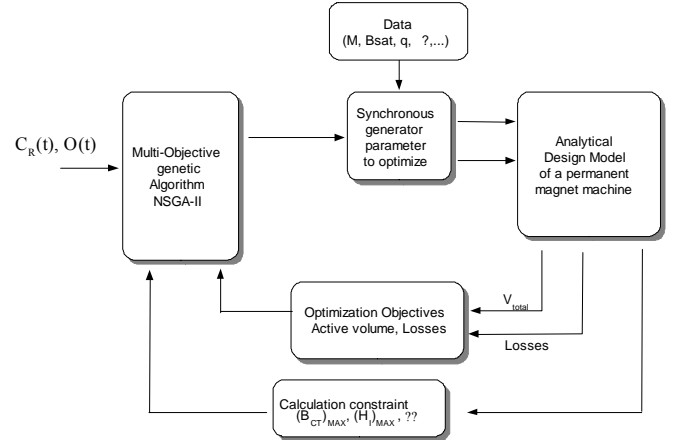 Data
(M, Bsat, q, ?,...)
C_R(t), O(t)
Multi-Objective
genetic
Algorithm
NSGA-II
Synchronous
generator
parameter
to optimize
Analytical
Design Model
of a permanent
magnet machine
Optimization Objectives
Active volume, Losses
V_total
Losses
Calculation constraint
(B_CT)_MAX, (H_I)_MAX , ??